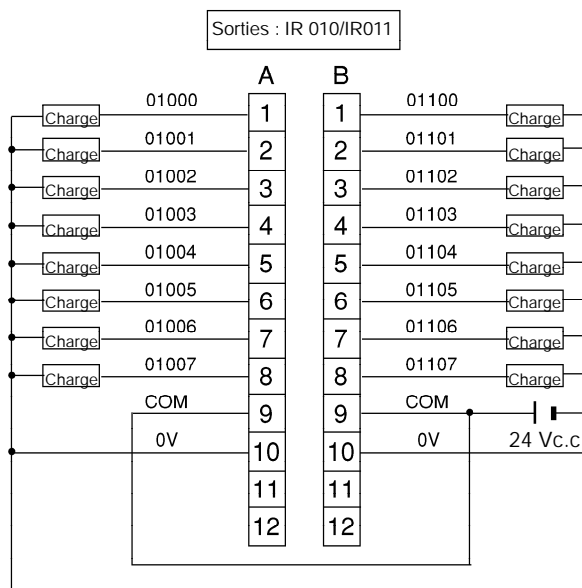 Sorties : IR 010/IR011
A B
01000 1 1 01100
Charge Charge
01001 2 2 01101
Charge Charge
01002 3 3 01102
Charge Charge
01003 4 4 01103
Charge Charge
01004 5 5 01104
Charge Charge
01005 6 6 01105
Charge Charge
01006 7 7 01106
Charge Charge
01007 8 8 01107
Charge Charge
COM 9 9 COM
0V 10 10 0V 24 Vc.c
11 11
12 12